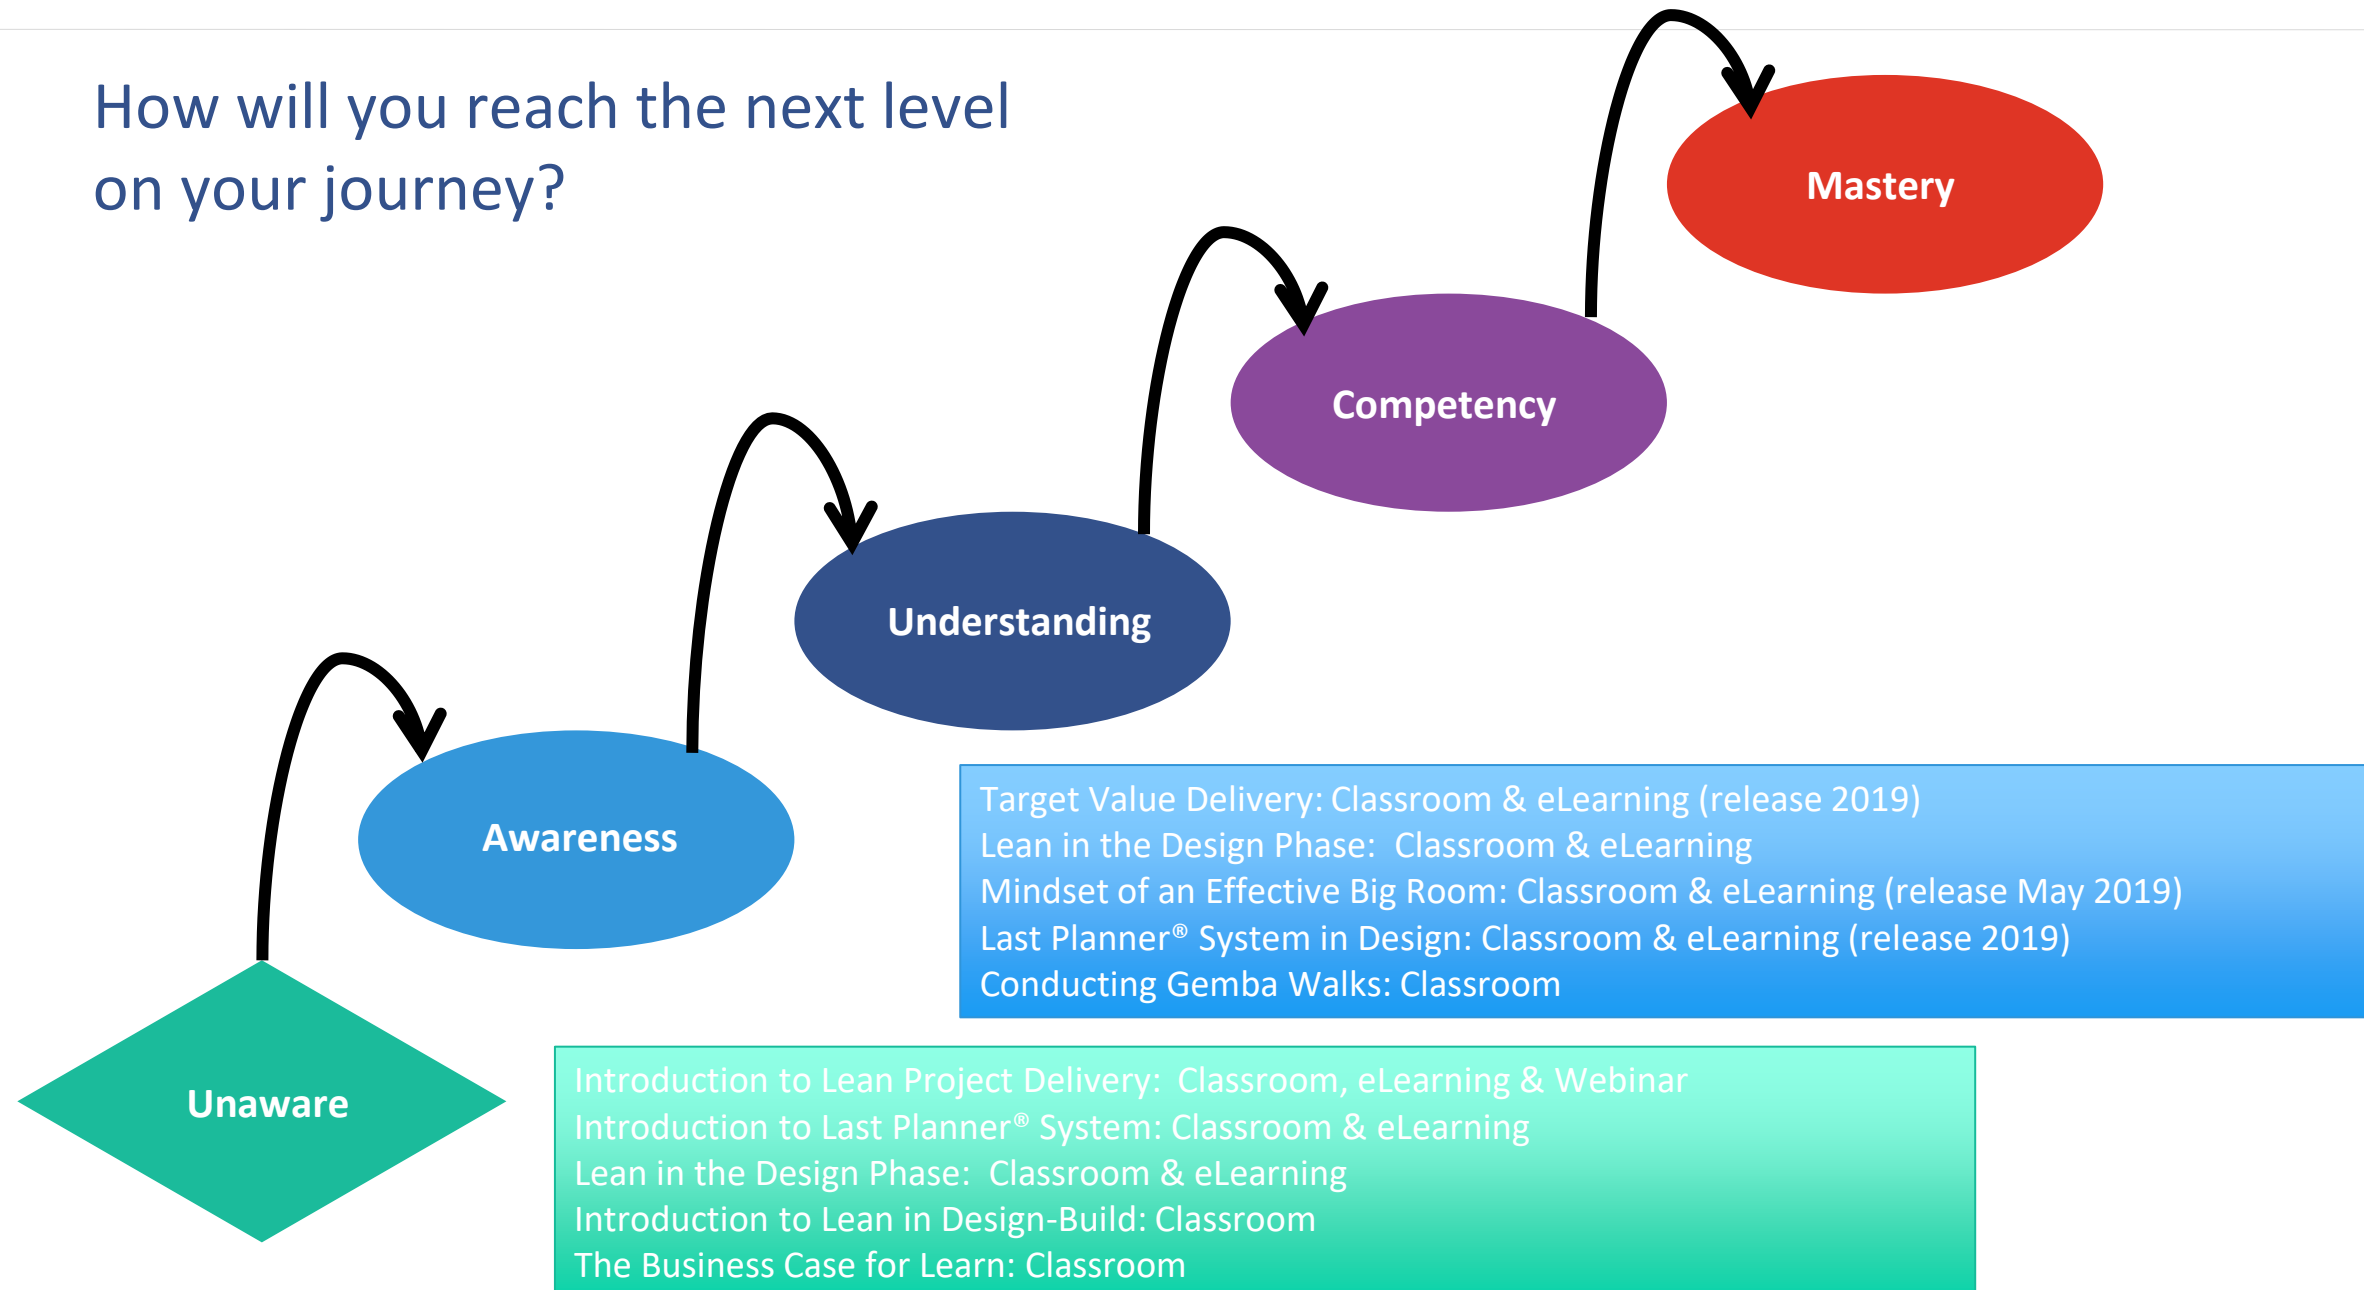 How will you reach the next level
on your journey?
Mastery
Competency
Understanding
Awareness
Unaware
Target Value Delivery: Classroom & eLearning (release 2019)
Lean in the Design Phase:  Classroom & eLearning
Mindset of an Effective Big Room: Classroom & eLearning (release May 2019)
Last Planner® System in Design: Classroom & eLearning (release 2019)
Conducting Gemba Walks: Classroom
Introduction to Lean Project Delivery:  Classroom, eLearning & Webinar
Introduction to Last Planner® System: Classroom & eLearning
Lean in the Design Phase:  Classroom & eLearning
Introduction to Lean in Design-Build: Classroom
The Business Case for Learn: Classroom